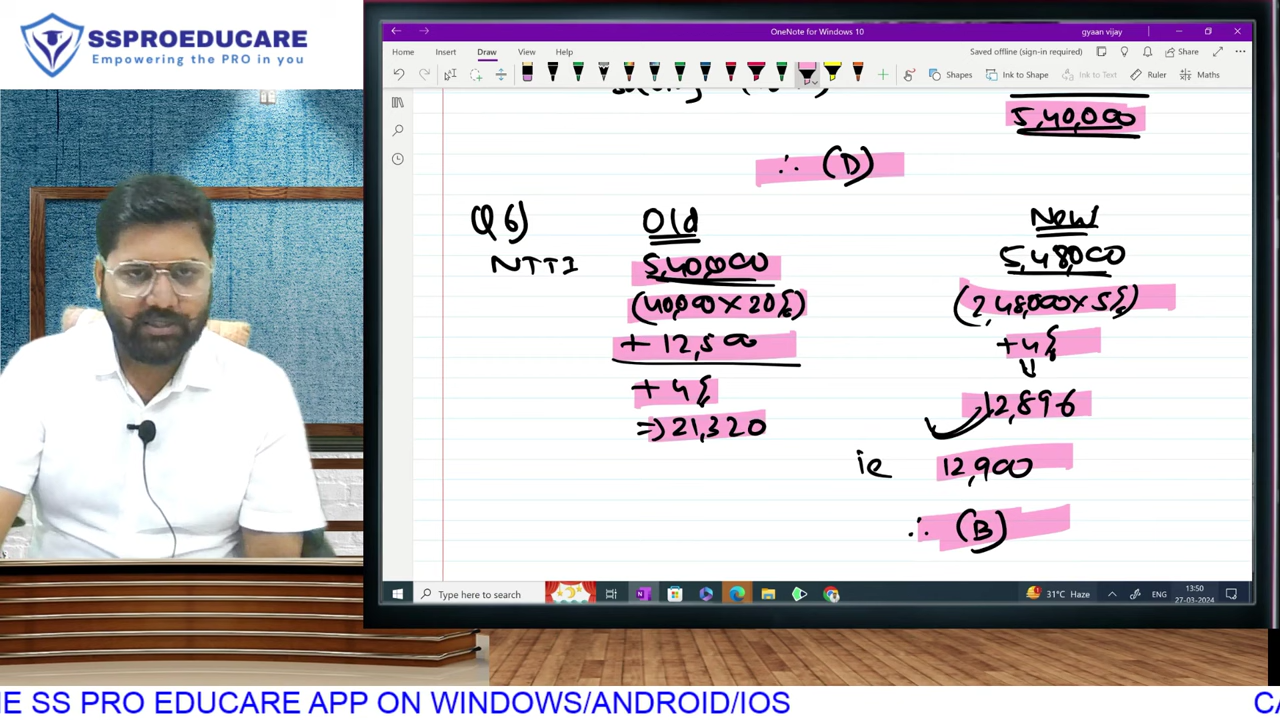 SSPROEDUCARE
Empowering the PRO in you
OneNote for Windows 10
gyaan vijay
Home Insert Draw View Help
Saved offline (sign-in required)
Share
Shapes
Ink to Shape
Ink to Text
Ruler
Maths
5,40,000
∴ (D)
Q6) Old New
NTTI 5,40,000 5,48,000
(40,000 x 20% (2,48,000 x 5%)
+ 12,500 + 4%
+ 4%
12,896
=> 21,320
ie 12,900
∴ (B)
Type here to search
31°C Haze
ENG
13:50
27-03-2024
NE SS PRO EDUCARE APP ON WINDOWS/ANDROID/IOS
CA